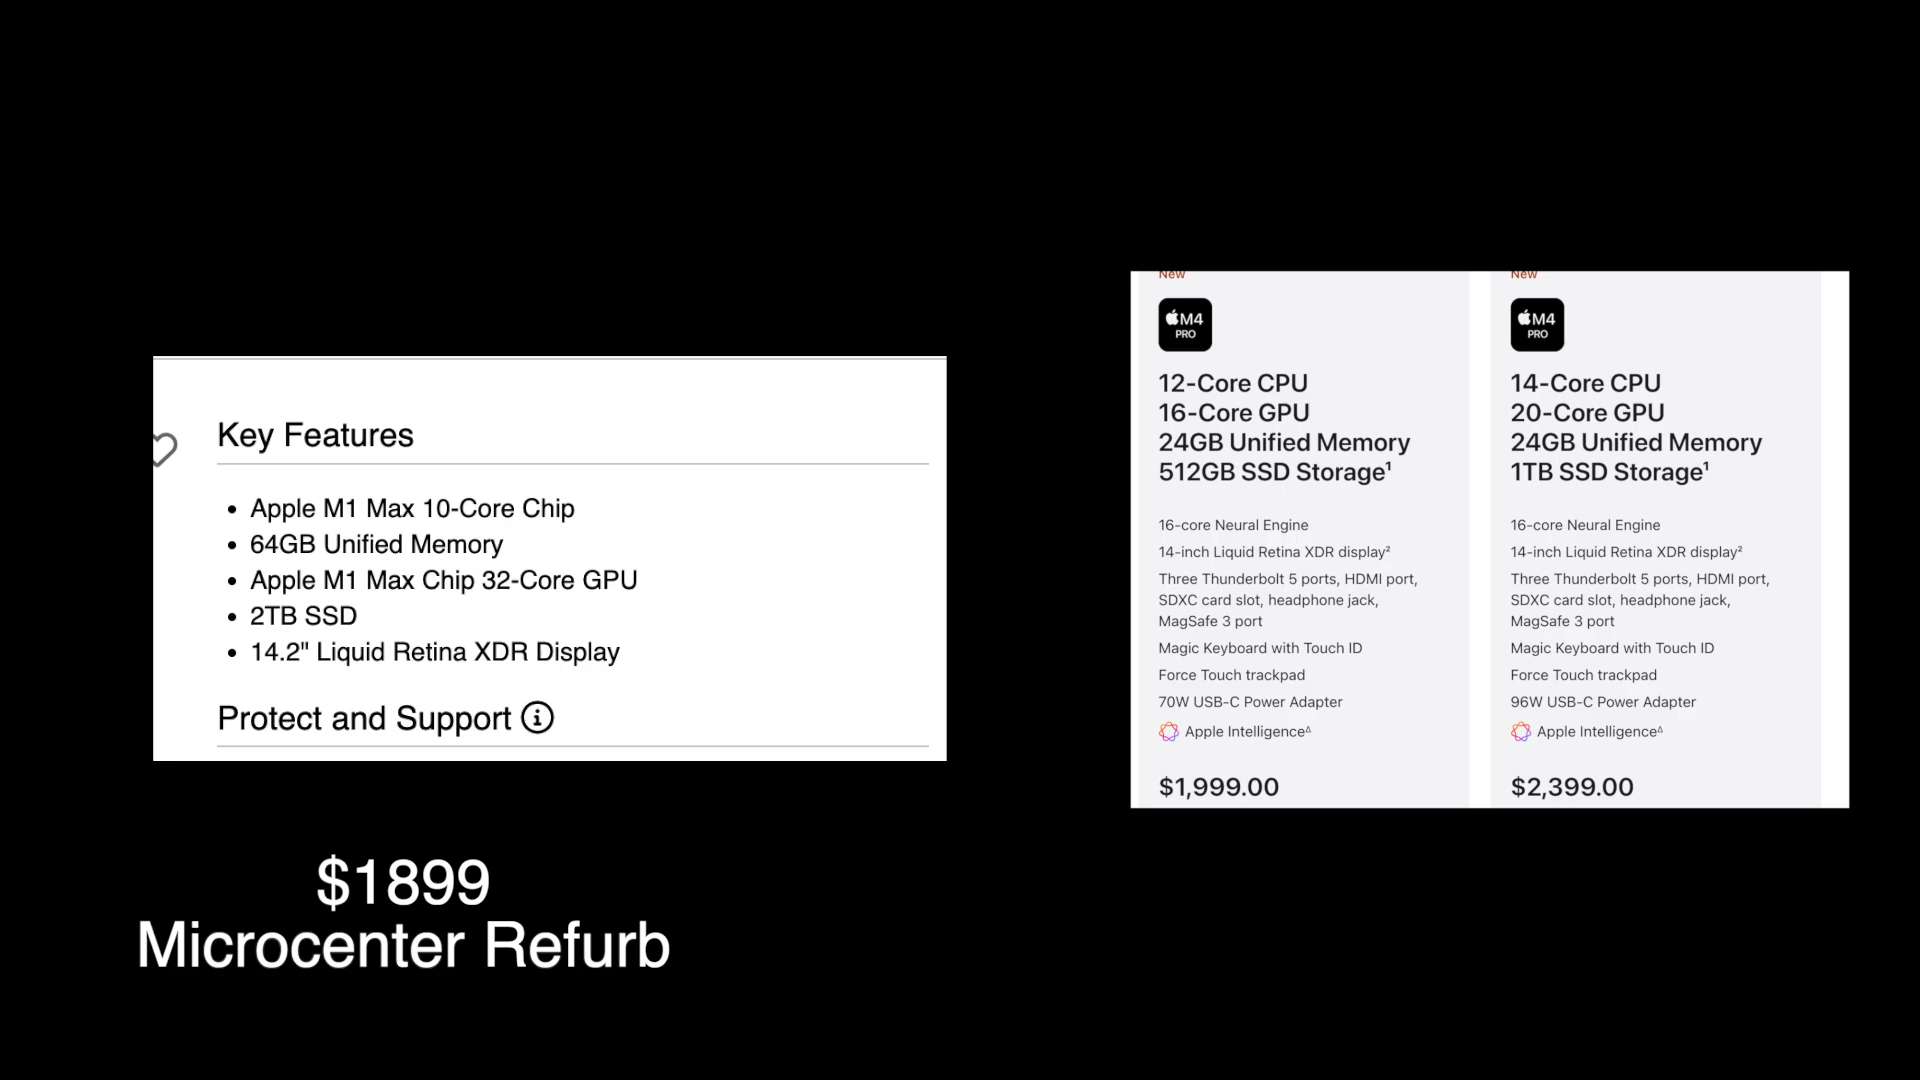 Key Features
Apple M1 Max 10-Core Chip
64GB Unified Memory
Apple M1 Max Chip 32-Core GPU
2TB SSD
14.2" Liquid Retina XDR Display
Protect and Support
$1899
Microcenter Refurb
New
M4
PRO
12-Core CPU
16-Core GPU
24GB Unified Memory
512GB SSD Storage¹
16-core Neural Engine
14-inch Liquid Retina XDR display²
Three Thunderbolt 5 ports, HDMI port,
SDXC card slot, headphone jack,
MagSafe 3 port
Magic Keyboard with Touch ID
Force Touch trackpad
70W USB-C Power Adapter
Apple Intelligence∆
$1,999.00
New
M4
PRO
14-Core CPU
20-Core GPU
24GB Unified Memory
1TB SSD Storage¹
16-core Neural Engine
14-inch Liquid Retina XDR display²
Three Thunderbolt 5 ports, HDMI port,
SDXC card slot, headphone jack,
MagSafe 3 port
Magic Keyboard with Touch ID
Force Touch trackpad
96W USB-C Power Adapter
Apple Intelligence∆
$2,399.00